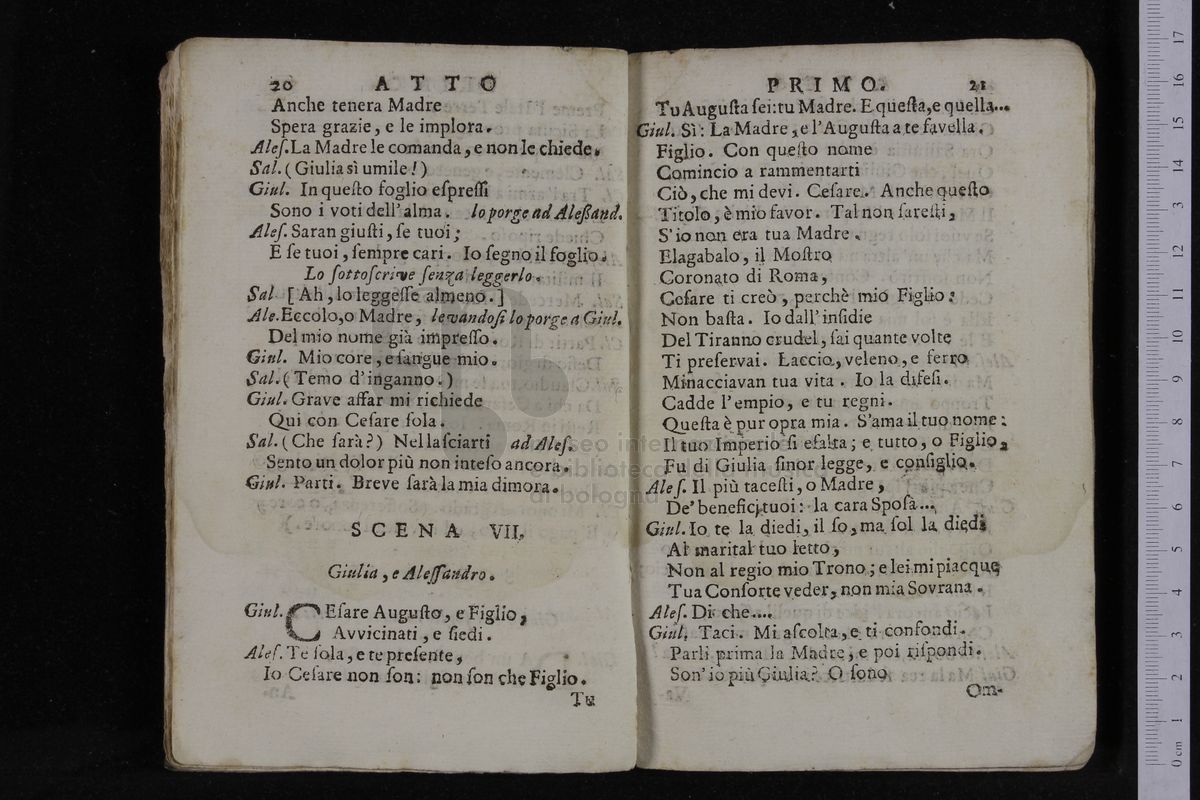 20 ATTO
Anche tenera Madre
Spera grazie, e le implora.
Aleſ. La Madre le comanda, e non le chiede.
Sal. (Giulia sì umile!)
Giul. In queſto foglio eſpreſſi
Sono i voti dell'alma. lo porge ad Aleßand.
Aleſ. Saran giuſti, ſe tuoi;
E ſe tuoi, ſempre cari. Io ſegno il foglio.
Lo ſottoſcrive ſenza leggerlo.
Sal [Ah, lo leggeſſe almeno.]
Ale. Eccolo, o Madre, levandoſi lo porge a Giul.
Del mio nome già impreſſo.
Giul. Mio core, e ſangue mio.
Sal. (Temo d'inganno.)
Giul. Grave affar mi richiede
Qui con Ceſare ſola.
Sal. (Che ſarà?) Nel laſciarti ad Aleſ.
Sento un dolor più non inteſo ancora.
Giul. Parti. Breve ſarà la mia dimora.
SCENA VII.
Giulia, e Aleſſandro.
Giul. CEſare Auguſto, e Figlio,
Avvicinati, e ſiedi.
Aleſ. Te ſola, e te preſente,
Io Ceſare non ſon: non ſon che Figlio.
Tu
PRIMO. 21
Tu Auguſta ſei: tu Madre. E queſta, e quella...
Giul. Sì: La Madre, e l'Auguſta a te favella.
Figlio. Con queſto nome
Comincio a rammentarti
Ciò, che mi devi. Ceſare. Anche queſto
Titolo, è mio favor. Tal non ſareſti,
S'io non era tua Madre.
Elagabalo, il Moſtro
Coronato di Roma,
Ceſare ti creò, perchè mio Figlio:
Non baſta. Io dall'inſidie
Del Tiranno crudel, ſai quante volte
Ti preſervai. Laccio, veleno, e ferro
Minacciavan tua vita. Io la difeſi.
Cadde l'empio, e tu regni.
Queſta è pur opra mia. S'ama il tuo nome:
Il tuo Imperio ſi eſalta; e tutto, o Figlio,
Fu di Giulia ſinor legge, e conſiglio.
Aleſ. Il più taceſti, o Madre,
De' beneficj tuoi: la cara Spoſa...
Giul. Io te la diedi, il ſo, ma ſol la diedi
Al marital tuo letto,
Non al regio mio Trono; e lei mi piacque
Tua Conſorte veder, non mia Sovrana.
Aleſ. Di che....
Giul. Taci. Mi aſcolta, e ti confondi.
Parli prima la Madre, e poi riſpondi.
Son' io più Giulia? O ſono
Om-